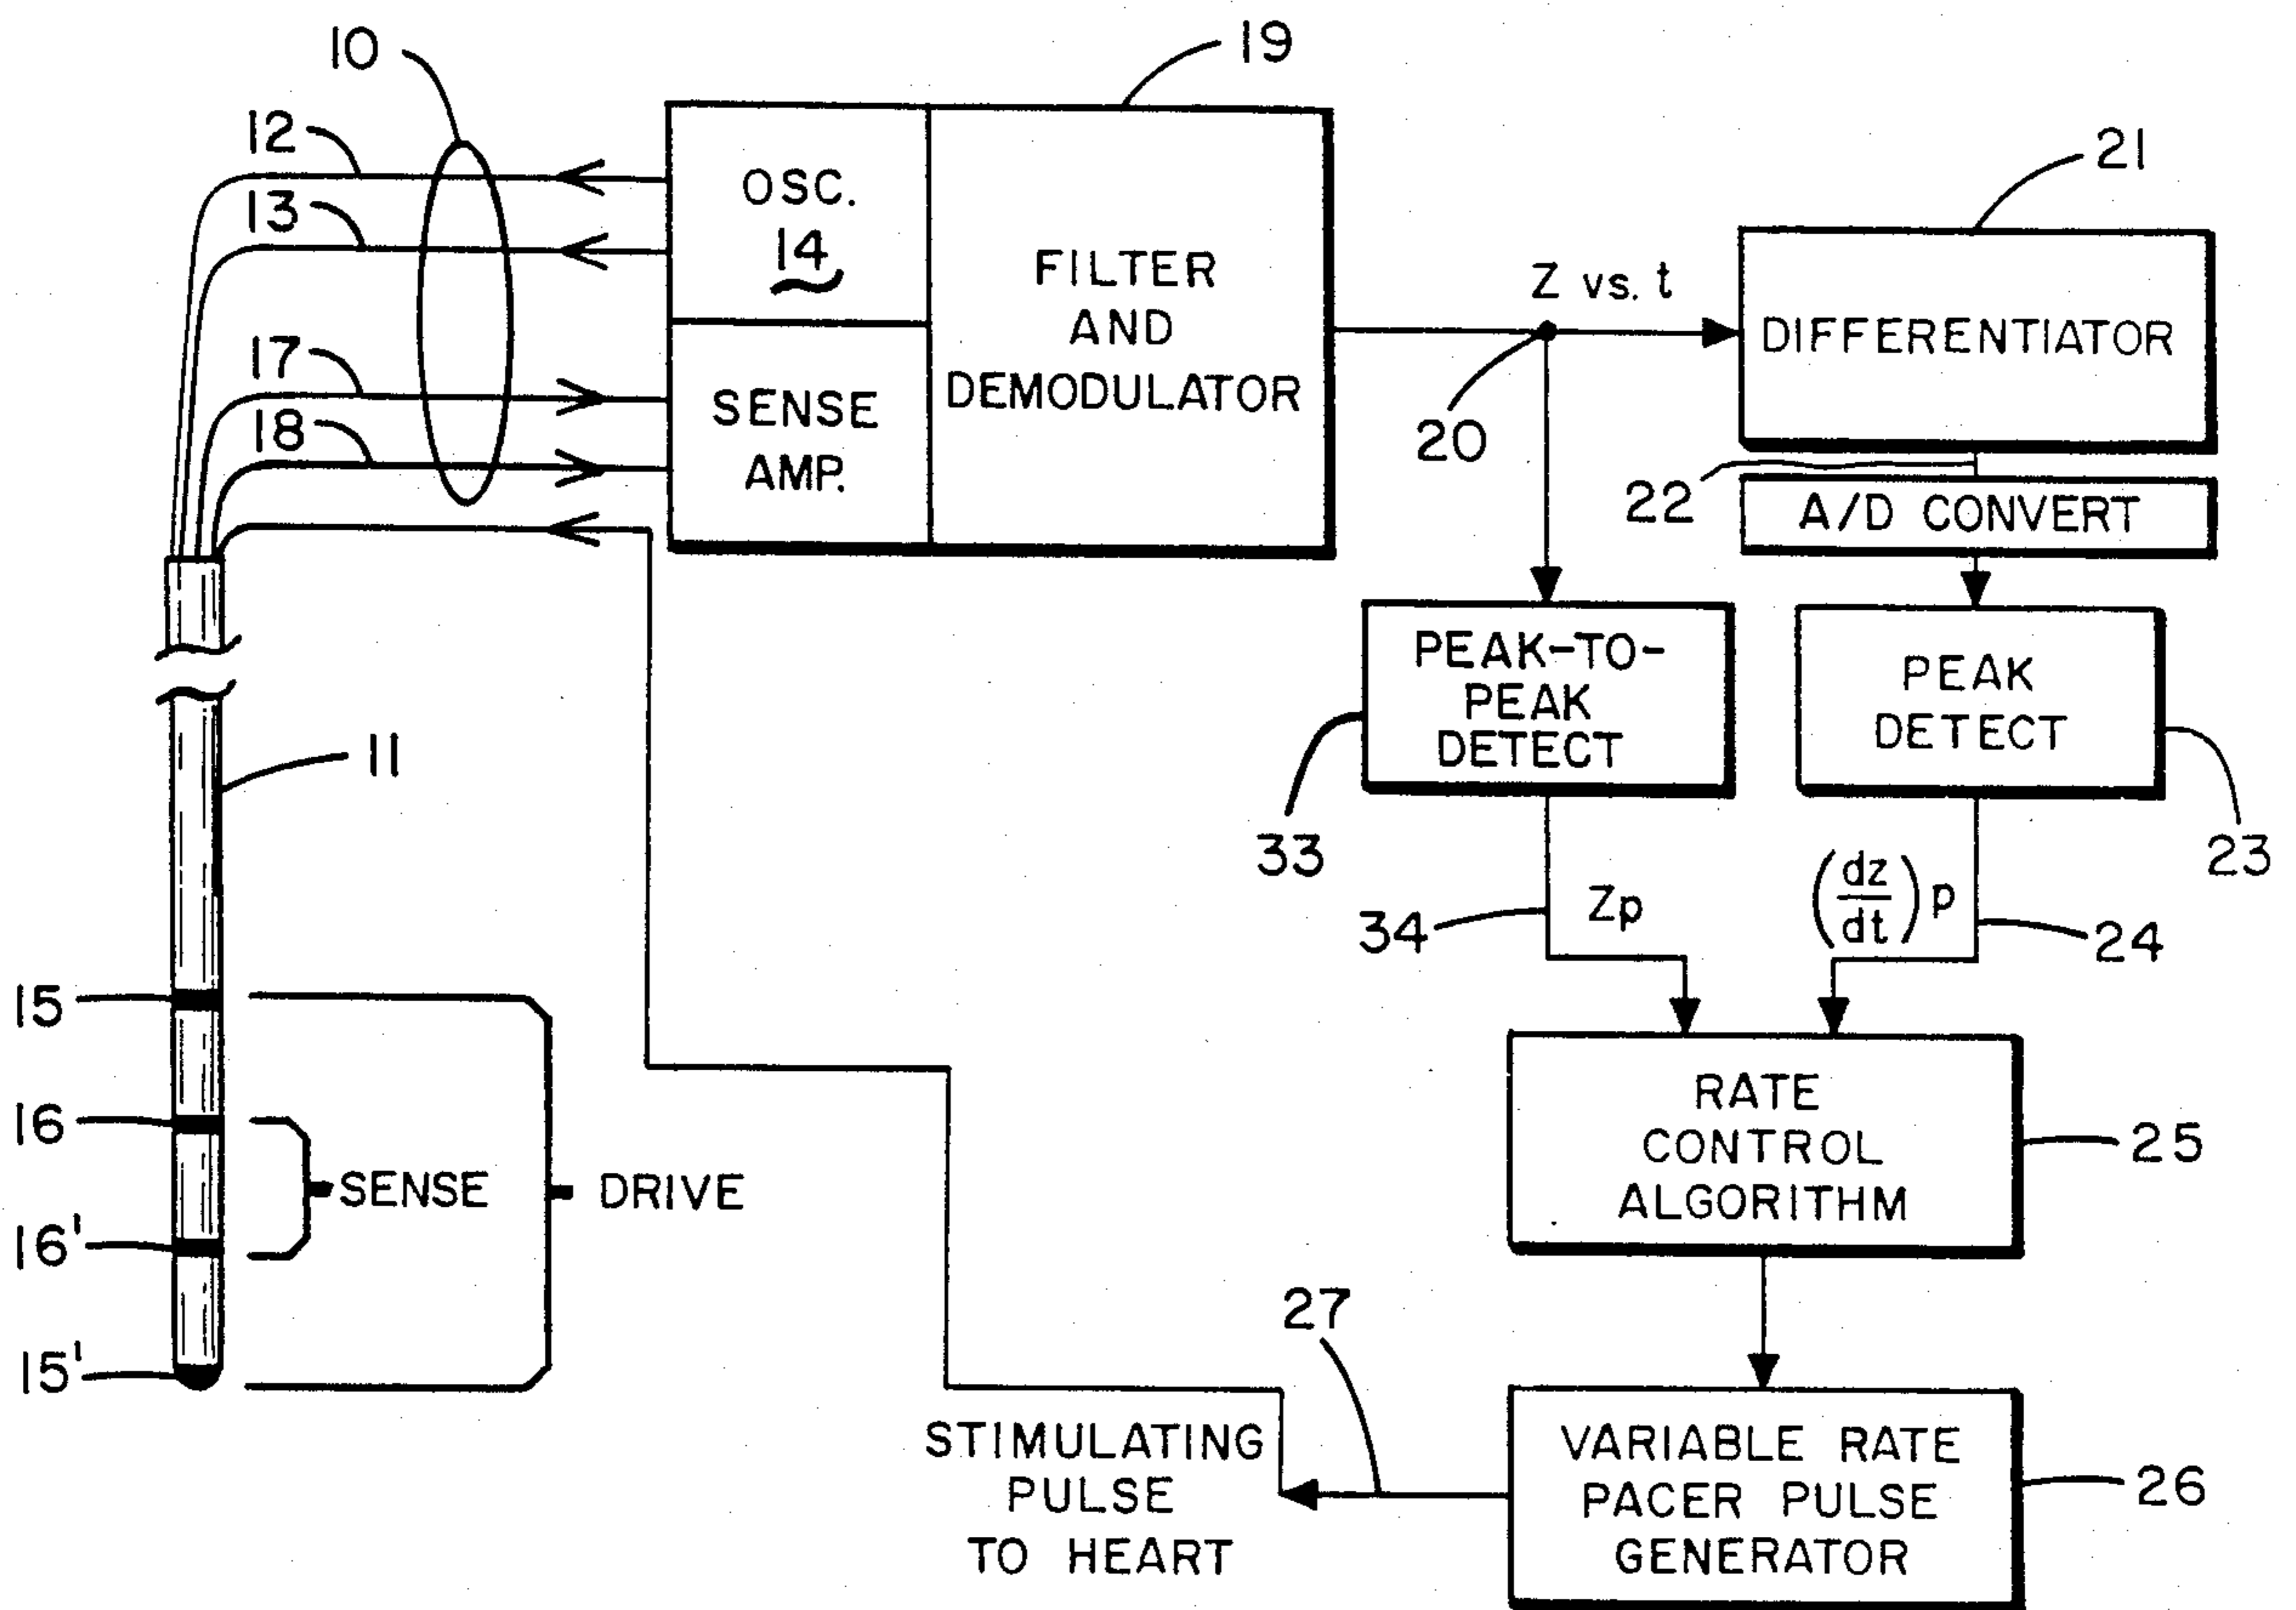 10
19
12
21
13
OSC.
14
FILTER
AND
DEMODULATOR
Z vs. t
DIFFERENTIATOR
17
SENSE
AMP.
18
20
22
A/D CONVERT
PEAK-TO-
PEAK
DETECT
PEAK
DETECT
11
33
23
34
Zp
(dz/dt)p
24
15
16
SENSE
DRIVE
16'
15'
RATE
CONTROL
ALGORITHM
25
27
STIMULATING
PULSE
TO HEART
VARIABLE RATE
PACER PULSE
GENERATOR
26